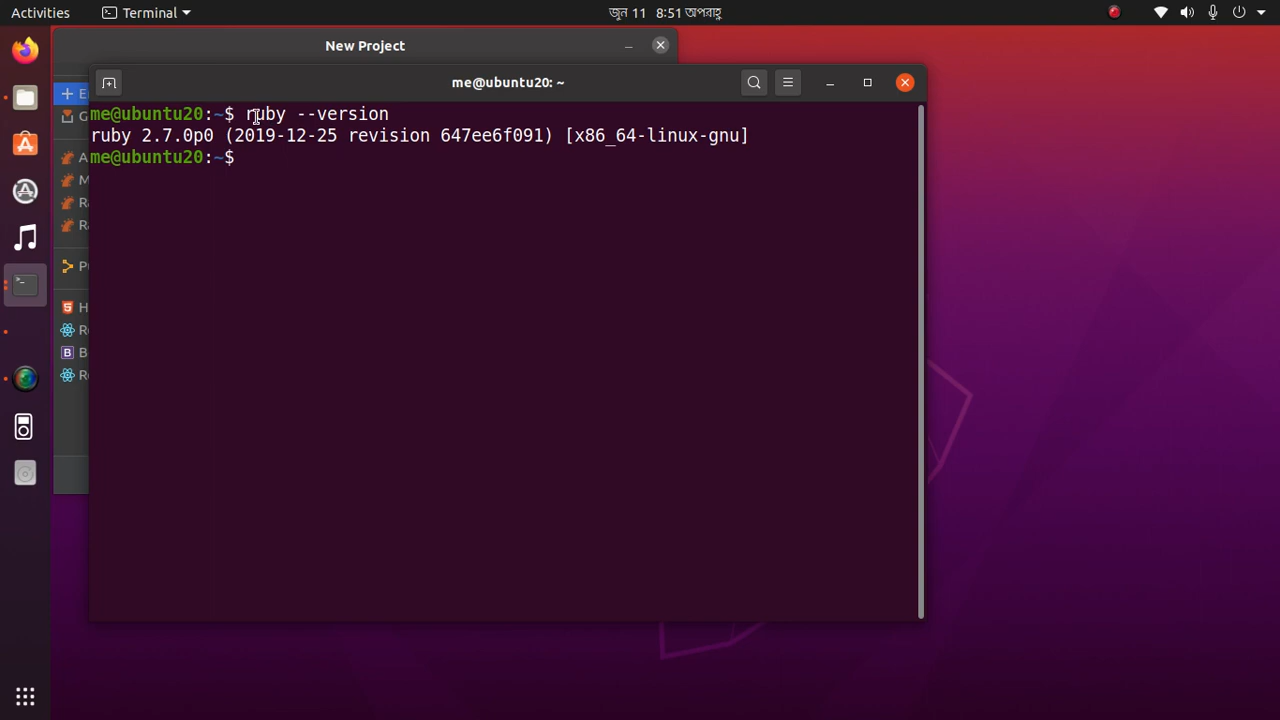 Activities
Terminal
জুন 11 8:51 অপরাহ্ণ
New Project
me@ubuntu20: ~
me@ubuntu20:~$ ruby --version
ruby 2.7.0p0 (2019-12-25 revision 647ee6f091) [x86_64-linux-gnu]
me@ubuntu20:~$